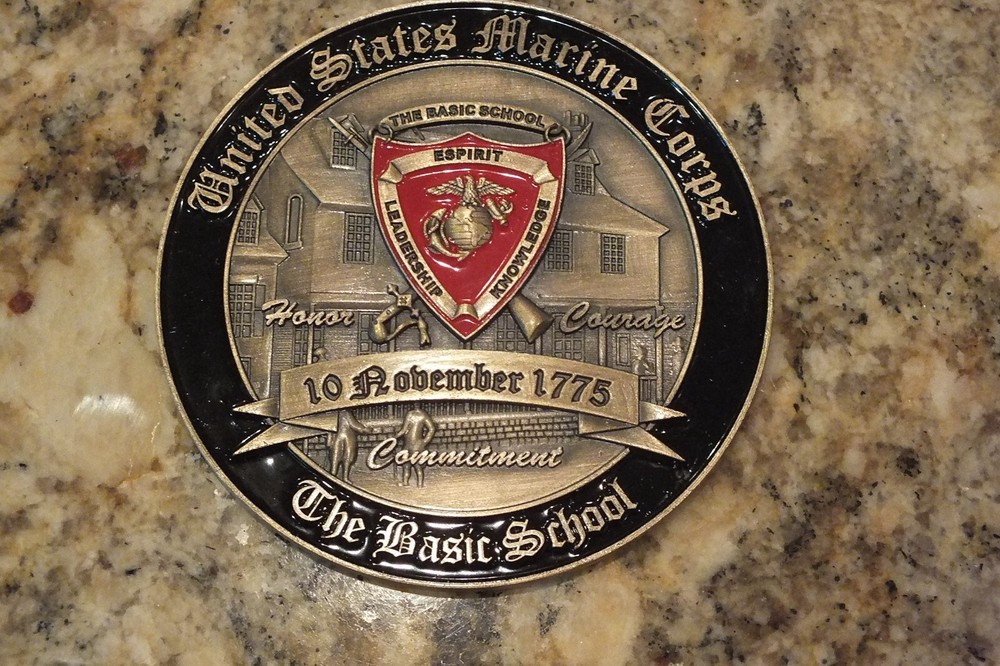 United States Marine Corps
THE BASIC SCHOOL
ESPIRIT
LEADERSHIP
KNOWLEDGE
Honor
Courage
10 November 1775
Commitment
The Basic School